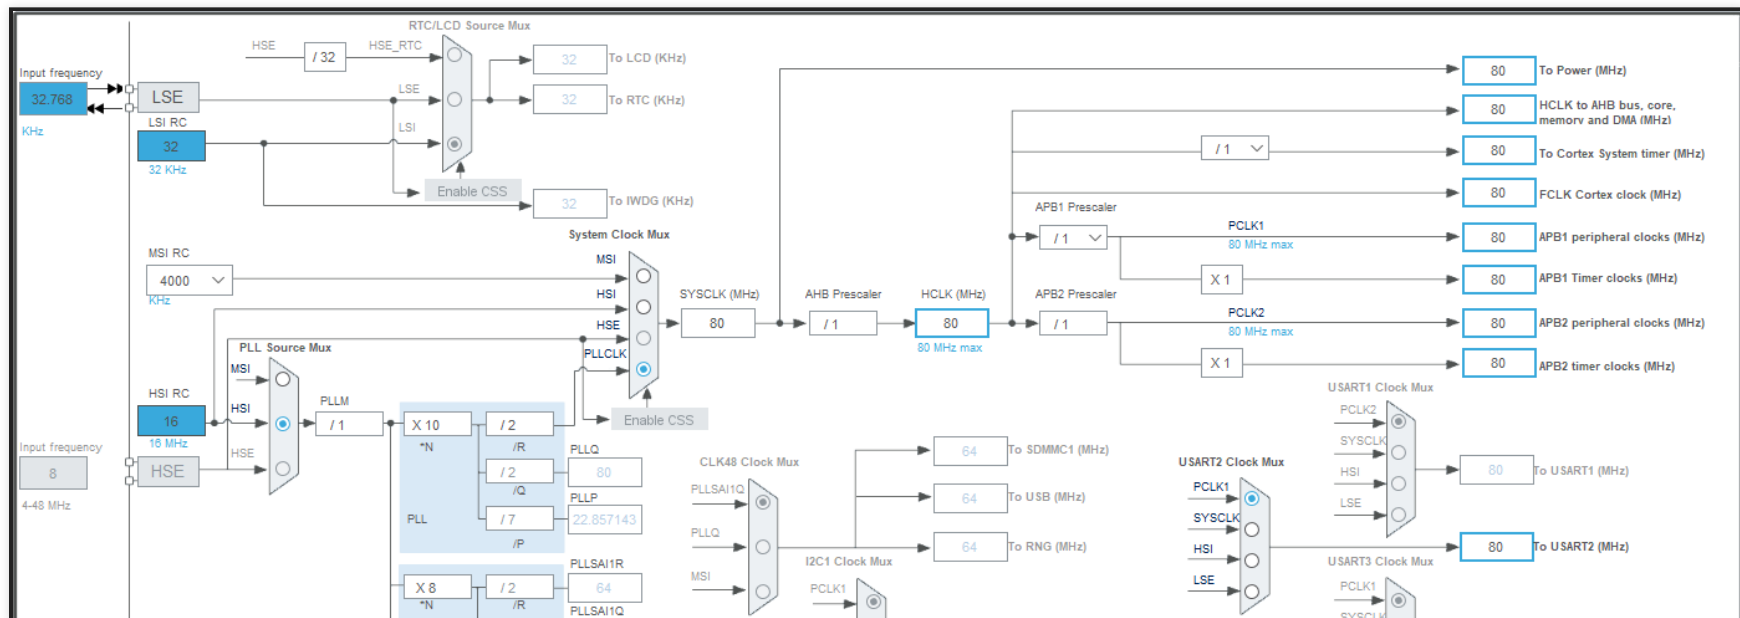 RTC/LCD Source Mux
HSE
/ 32
HSE_RTC
32
To LCD (KHz)
Input frequency
32.768
KHz
LSE
LSE
32
To RTC (KHz)
LSI RC
32
32 KHz
LSI
Enable CSS
32
To IWDG (KHz)
80
To Power (MHz)
80
HCLK to AHB bus, core,
memory and DMA (MHz)
/ 1
80
To Cortex System timer (MHz)
80
FCLK Cortex clock (MHz)
APB1 Prescaler
/ 1
PCLK1
80 MHz max
80
APB1 peripheral clocks (MHz)
X 1
80
APB1 Timer clocks (MHz)
System Clock Mux
MSI RC
4000
KHz
MSI
HSI
HSE
PLLCLK
SYSCLK (MHz)
80
AHB Prescaler
/ 1
HCLK (MHz)
80
80 MHz max
APB2 Prescaler
/ 1
PCLK2
80 MHz max
80
APB2 peripheral clocks (MHz)
X 1
80
APB2 timer clocks (MHz)
PLL Source Mux
MSI
HSI RC
16
16 MHz
HSI
HSE
PLLM
/ 1
Input frequency
8
4-48 MHz
HSE
X 10
*N
/ 2
/R
PLLQ
/ 2
80
/Q
PLLP
PLL
/ 7
22.857143
/P
Enable CSS
PLLSAI1R
X 8
*N
/ 2
/R
64
PLLSAI1Q
CLK48 Clock Mux
PLLSAI1Q
PLLQ
MSI
64
To SDMMC1 (MHz)
64
To USB (MHz)
64
To RNG (MHz)
I2C1 Clock Mux
PCLK1
USART2 Clock Mux
PCLK1
SYSCLK
HSI
LSE
80
To USART2 (MHz)
USART1 Clock Mux
PCLK2
SYSCLK
HSI
LSE
80
To USART1 (MHz)
USART3 Clock Mux
PCLK1
SYSCLK